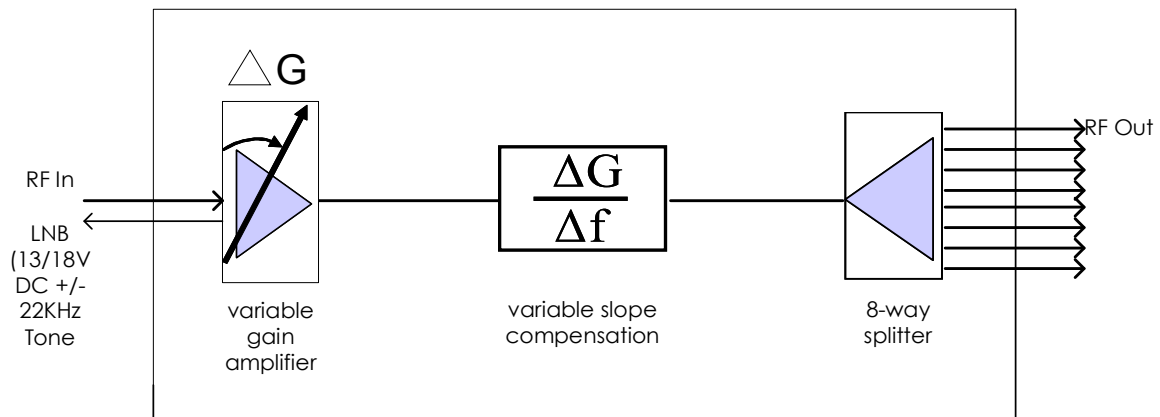 △ G
RF In
LNB
(13/18V
DC +/-
22KHz
Tone
variable
gain
amplifier
ΔG
Δf
variable slope
compensation
8-way
splitter
RF Out